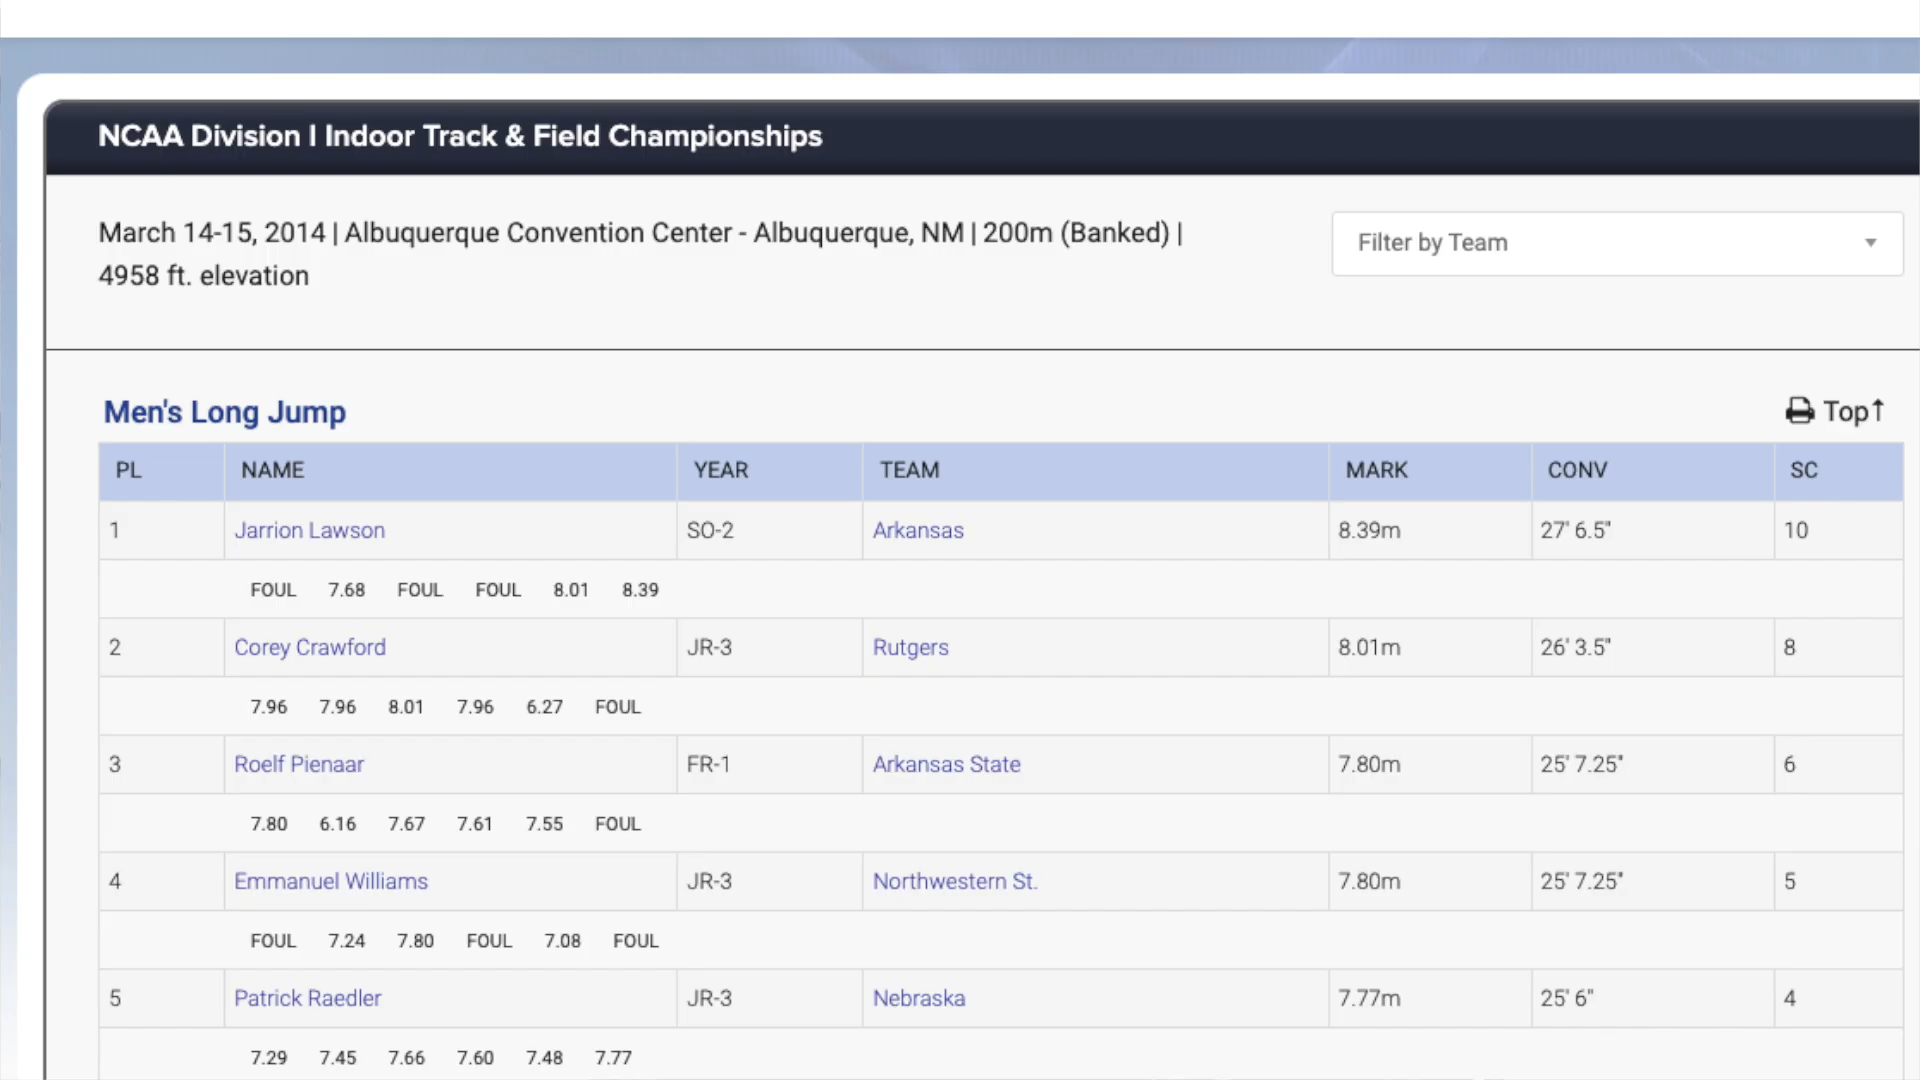 NCAA Division I Indoor Track & Field Championships
March 14-15, 2014 | Albuquerque Convention Center - Albuquerque, NM | 200m (Banked) |
4958 ft. elevation
Filter by Team
Men's Long Jump
Top↑
PL NAME YEAR TEAM MARK CONV SC
1 Jarrion Lawson SO-2 Arkansas 8.39m 27' 6.5" 10
FOUL 7.68 FOUL FOUL 8.01 8.39
2 Corey Crawford JR-3 Rutgers 8.01m 26' 3.5" 8
7.96 7.96 8.01 7.96 6.27 FOUL
3 Roelf Pienaar FR-1 Arkansas State 7.80m 25' 7.25" 6
7.80 6.16 7.67 7.61 7.55 FOUL
4 Emmanuel Williams JR-3 Northwestern St. 7.80m 25' 7.25" 5
FOUL 7.24 7.80 FOUL 7.08 FOUL
5 Patrick Raedler JR-3 Nebraska 7.77m 25' 6" 4
7.29 7.45 7.66 7.60 7.48 7.77